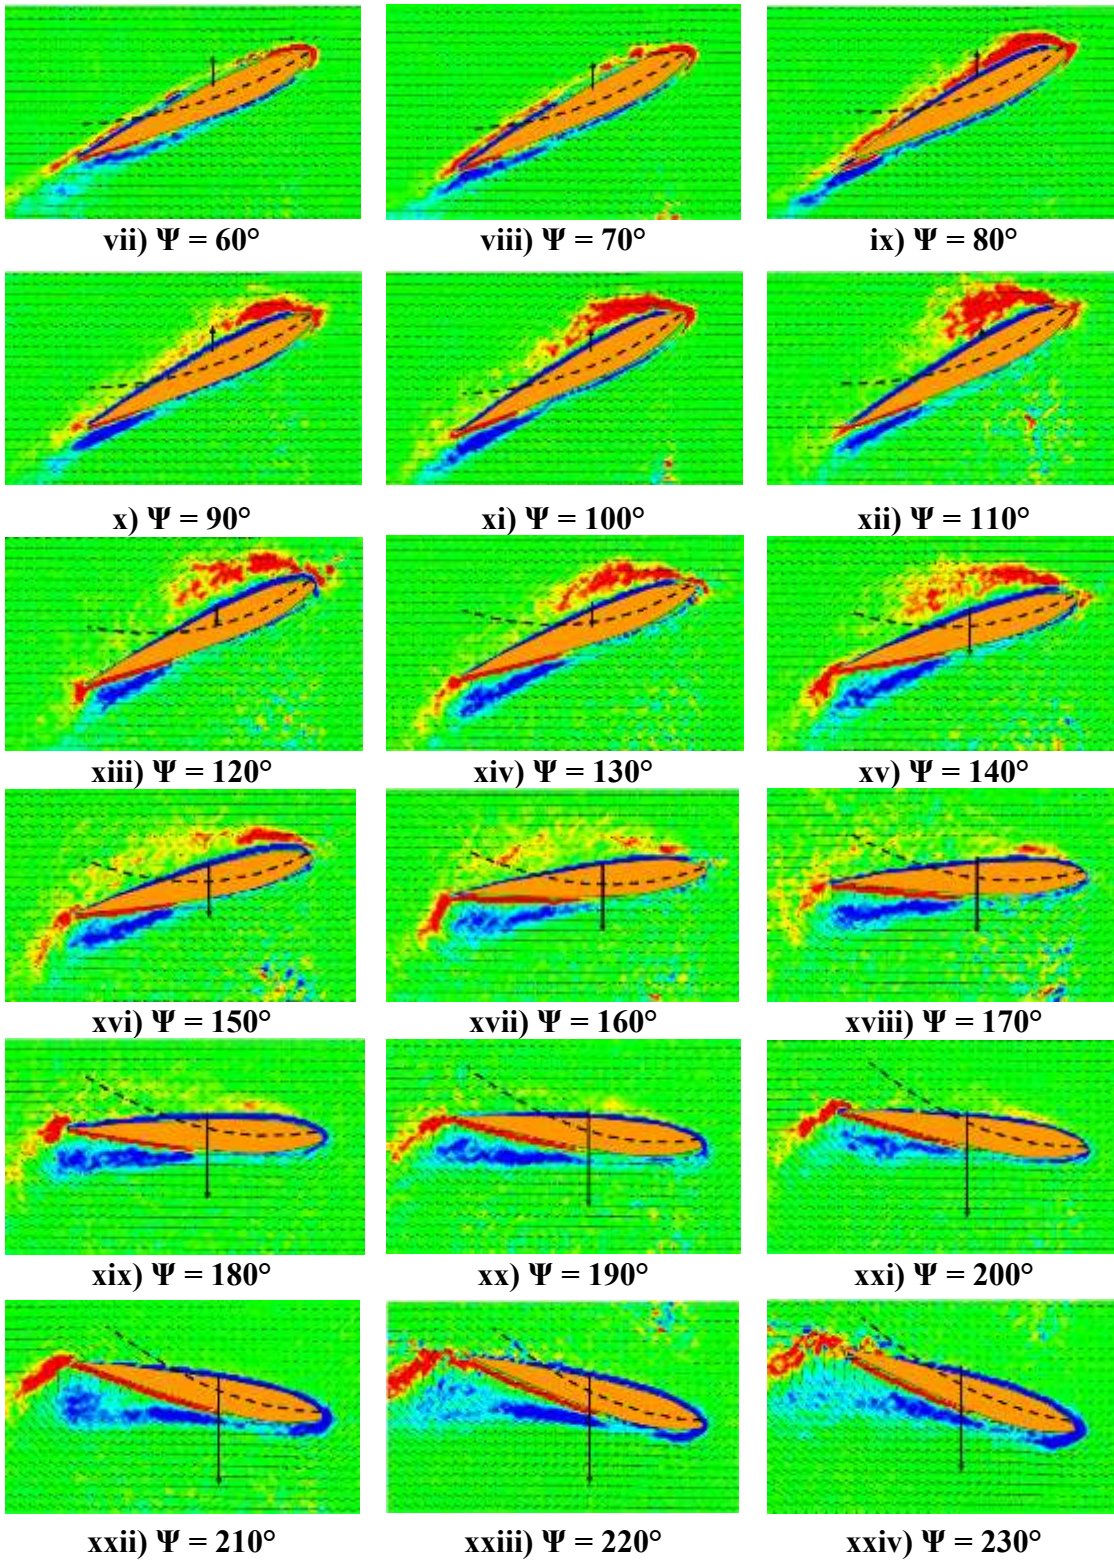 vii) Ψ = 60°
viii) Ψ = 70°
ix) Ψ = 80°
x) Ψ = 90°
xi) Ψ = 100°
xii) Ψ = 110°
xiii) Ψ = 120°
xiv) Ψ = 130°
xv) Ψ = 140°
xvi) Ψ = 150°
xvii) Ψ = 160°
xviii) Ψ = 170°
xix) Ψ = 180°
xx) Ψ = 190°
xxi) Ψ = 200°
xxii) Ψ = 210°
xxiii) Ψ = 220°
xxiv) Ψ = 230°